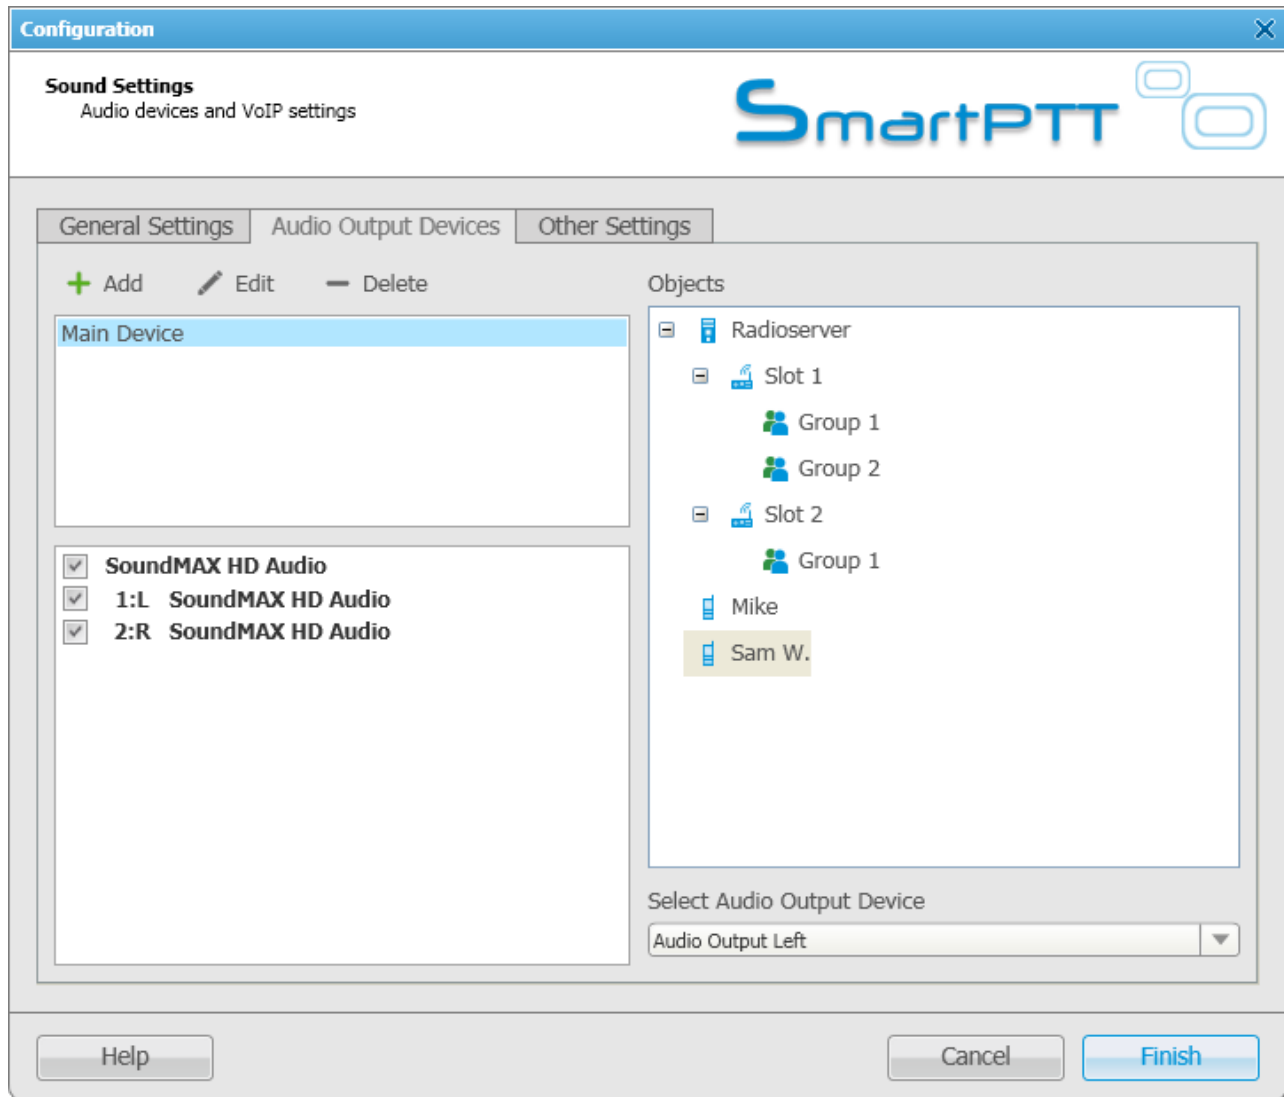 Configuration
Sound Settings
Audio devices and VoIP settings
SmartPTT
General Settings Audio Output Devices Other Settings
Add Edit Delete
Main Device
SoundMAX HD Audio
1:L SoundMAX HD Audio
2:R SoundMAX HD Audio
Objects
Radioserver
Slot 1
Group 1
Group 2
Slot 2
Group 1
Mike
Sam W.
Select Audio Output Device
Audio Output Left
Help Cancel Finish